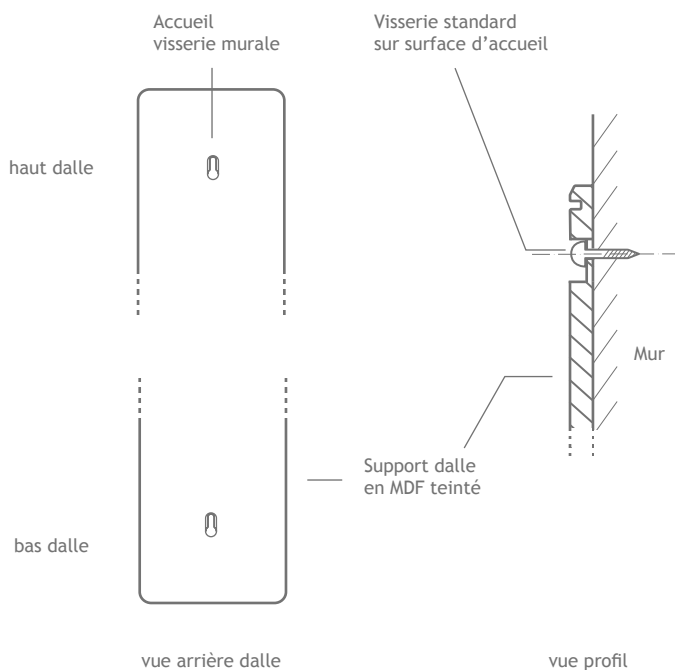 Accueil
visserie murale
Visserie standard
sur surface d’accueil
haut dalle
Mur
Support dalle
en MDF teinté
bas dalle
vue arrière dalle
vue profil